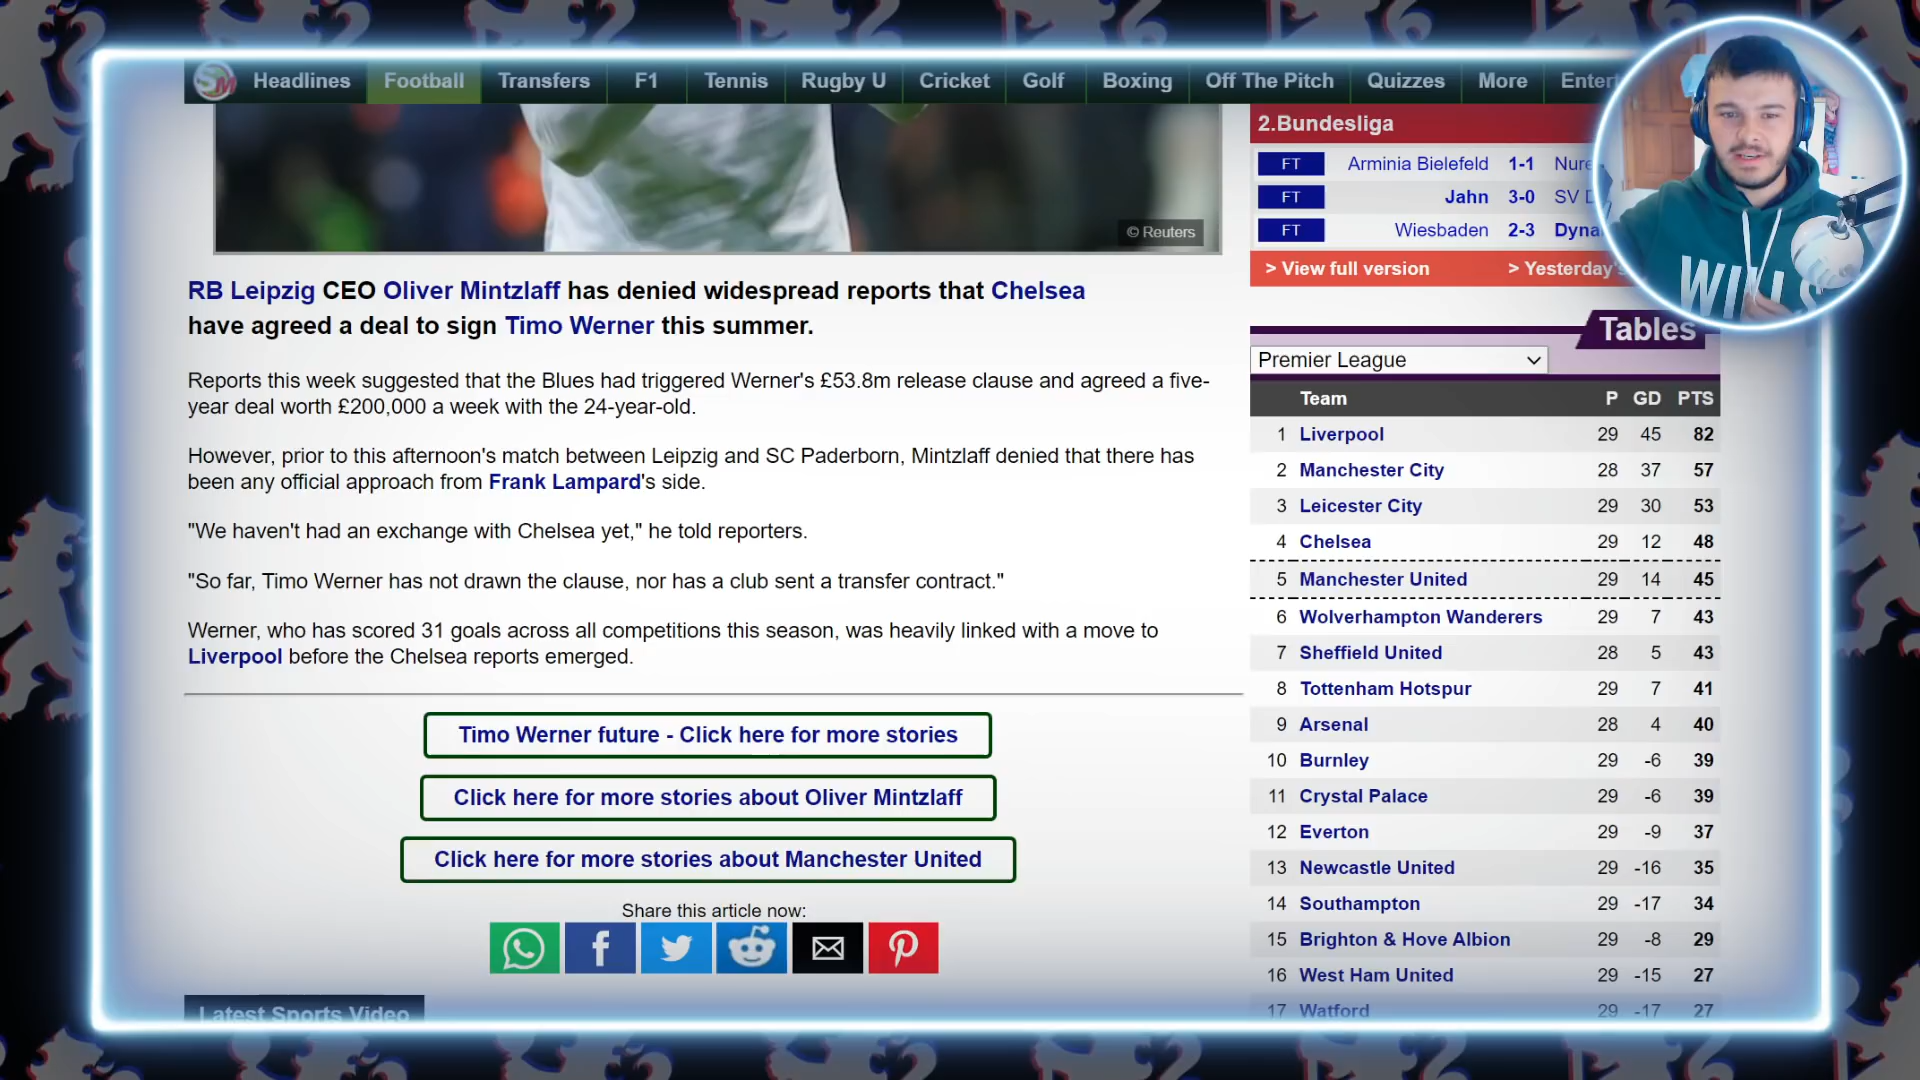 SM Headlines Football Transfers F1 Tennis Rugby U Cricket Golf Boxing Off The Pitch Quizzes More
© Reuters
RB Leipzig CEO Oliver Mintzlaff has denied widespread reports that Chelsea
have agreed a deal to sign Timo Werner this summer.
Reports this week suggested that the Blues had triggered Werner's £53.8m release clause and agreed a five-
year deal worth £200,000 a week with the 24-year-old.
However, prior to this afternoon's match between Leipzig and SC Paderborn, Mintzlaff denied that there has
been any official approach from Frank Lampard's side.
"We haven't had an exchange with Chelsea yet," he told reporters.
"So far, Timo Werner has not drawn the clause, nor has a club sent a transfer contract."
Werner, who has scored 31 goals across all competitions this season, was heavily linked with a move to
Liverpool before the Chelsea reports emerged.
Timo Werner future - Click here for more stories
Click here for more stories about Oliver Mintzlaff
Click here for more stories about Manchester United
Share this article now:
Latest Sports Video
2.Bundesliga
FT Arminia Bielefeld 1-1
FT Jahn 3-0 SV
FT Wiesbaden 2-3
> View full version > Yesterday's
Tables
Premier League
Team P GD PTS
1 Liverpool 29 45 82
2 Manchester City 28 37 57
3 Leicester City 29 30 53
4 Chelsea 29 12 48
5 Manchester United 29 14 45
6 Wolverhampton Wanderers 29 7 43
7 Sheffield United 28 5 43
8 Tottenham Hotspur 29 7 41
9 Arsenal 28 4 40
10 Burnley 29 -6 39
11 Crystal Palace 29 -6 39
12 Everton 29 -9 37
13 Newcastle United 29 -16 35
14 Southampton 29 -17 34
15 Brighton & Hove Albion 29 -8 29
16 West Ham United 29 -15 27
17 Watford 29 -17 27